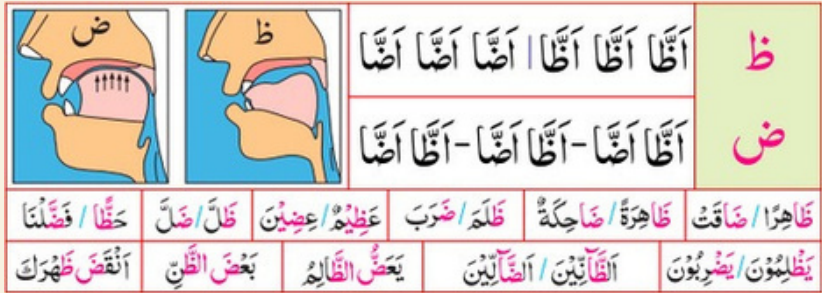 ظ اَظَّا اَظَّا اَظَّا | اَضَّا اَضَّا اَضَّا ظ ض
ض اَظَّا اَضَّا - اَظَّا اَضَّا - اَظَّا اَضَّا
ظَاهِرًا / ضَاقَتْ ظَاهِرَةً / ضَاحِكَةٌ ظَلَمَ / ضَرَبَ عَظِيْمٌ / عِضِيْنَ ظَلَّ / ضَلَّ حَظًّا / فَضَّلْنَا
يَظْلِمُوْنَ / يَضْرِبُوْنَ اَلظَّآنِّيْنَ / اَلضَّآلِّيْنَ يَعَضُّ الظَّالِمُ بَعْضَ الظَّنِّ اَنْقَضَ ظَهْرَكَ